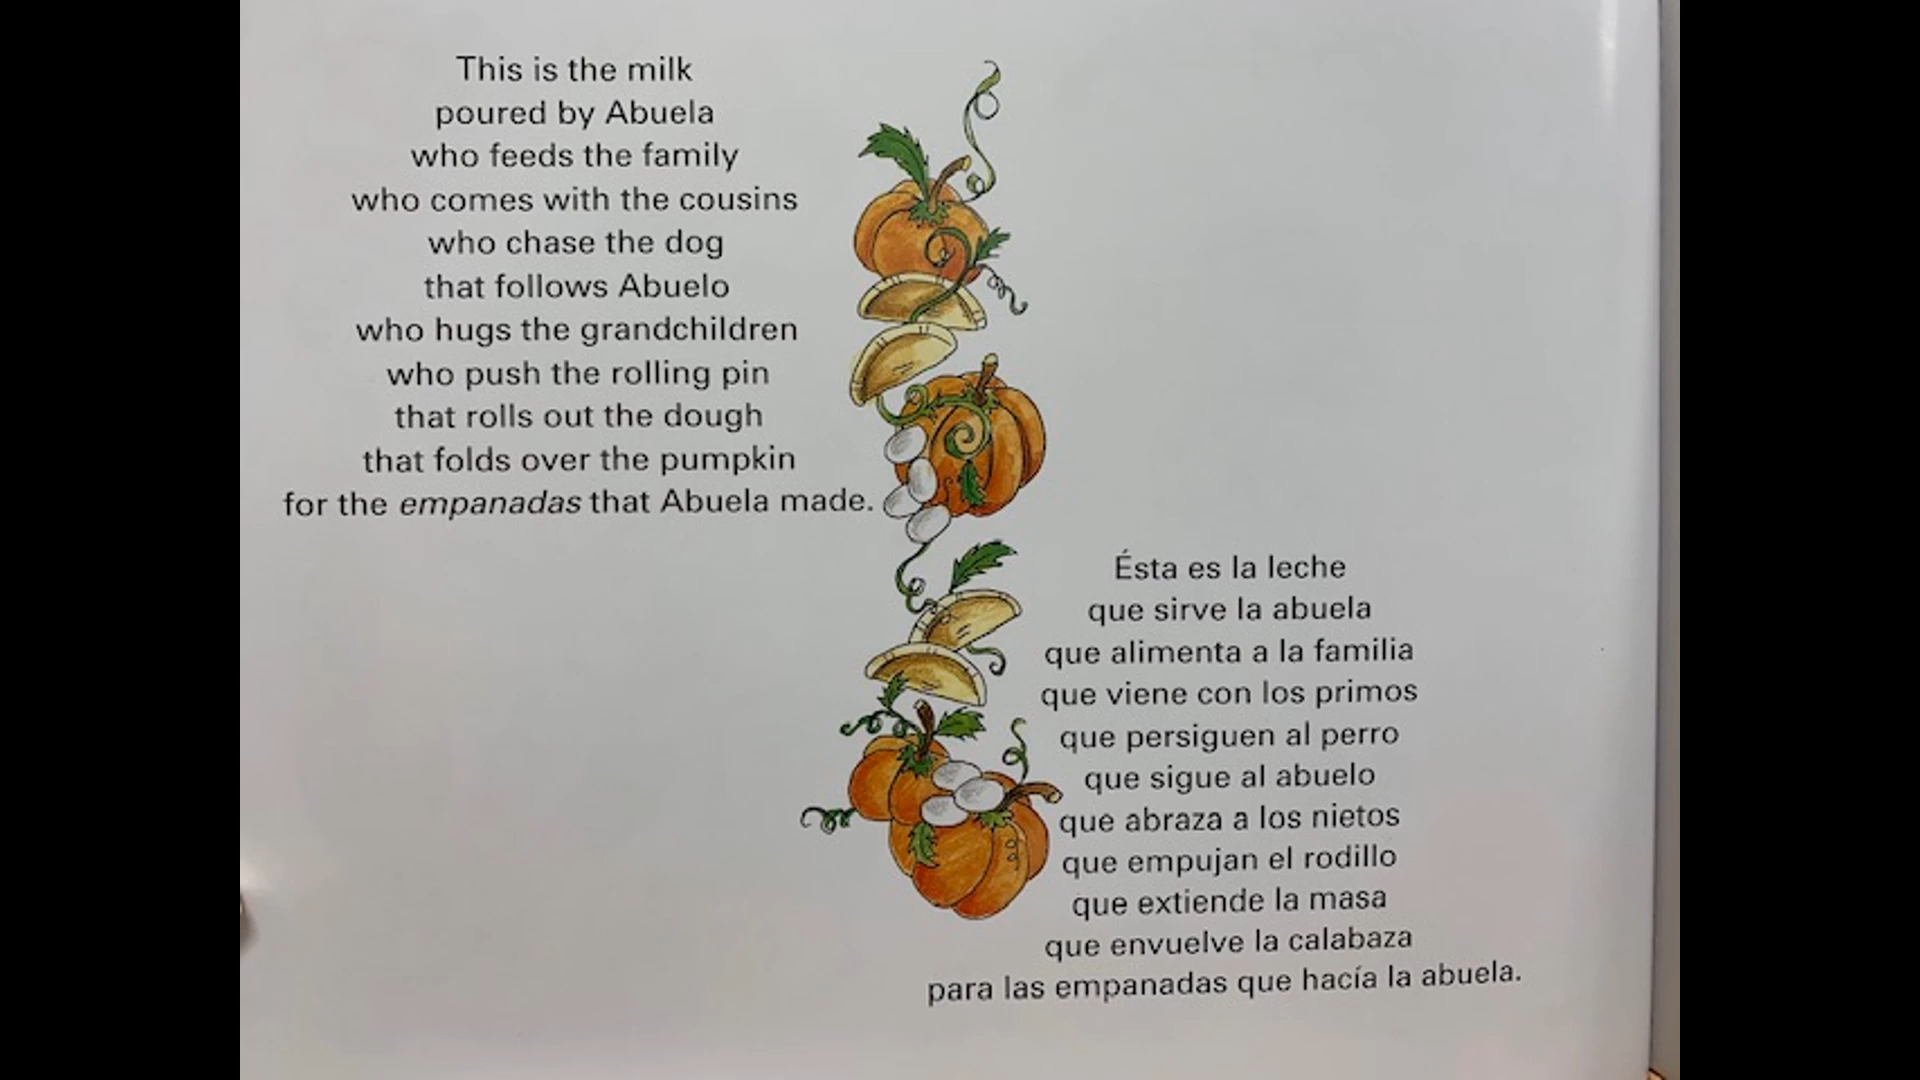 This is the milk
poured by Abuela
who feeds the family
who comes with the cousins
who chase the dog
that follows Abuelo
who hugs the grandchildren
who push the rolling pin
that rolls out the dough
that folds over the pumpkin
for the empanadas that Abuela made.
Ésta es la leche
que sirve la abuela
que alimenta a la familia
que viene con los primos
que persiguen al perro
que sigue al abuelo
que abraza a los nietos
que empujan el rodillo
que extiende la masa
que envuelve la calabaza
para las empanadas que hacía la abuela.